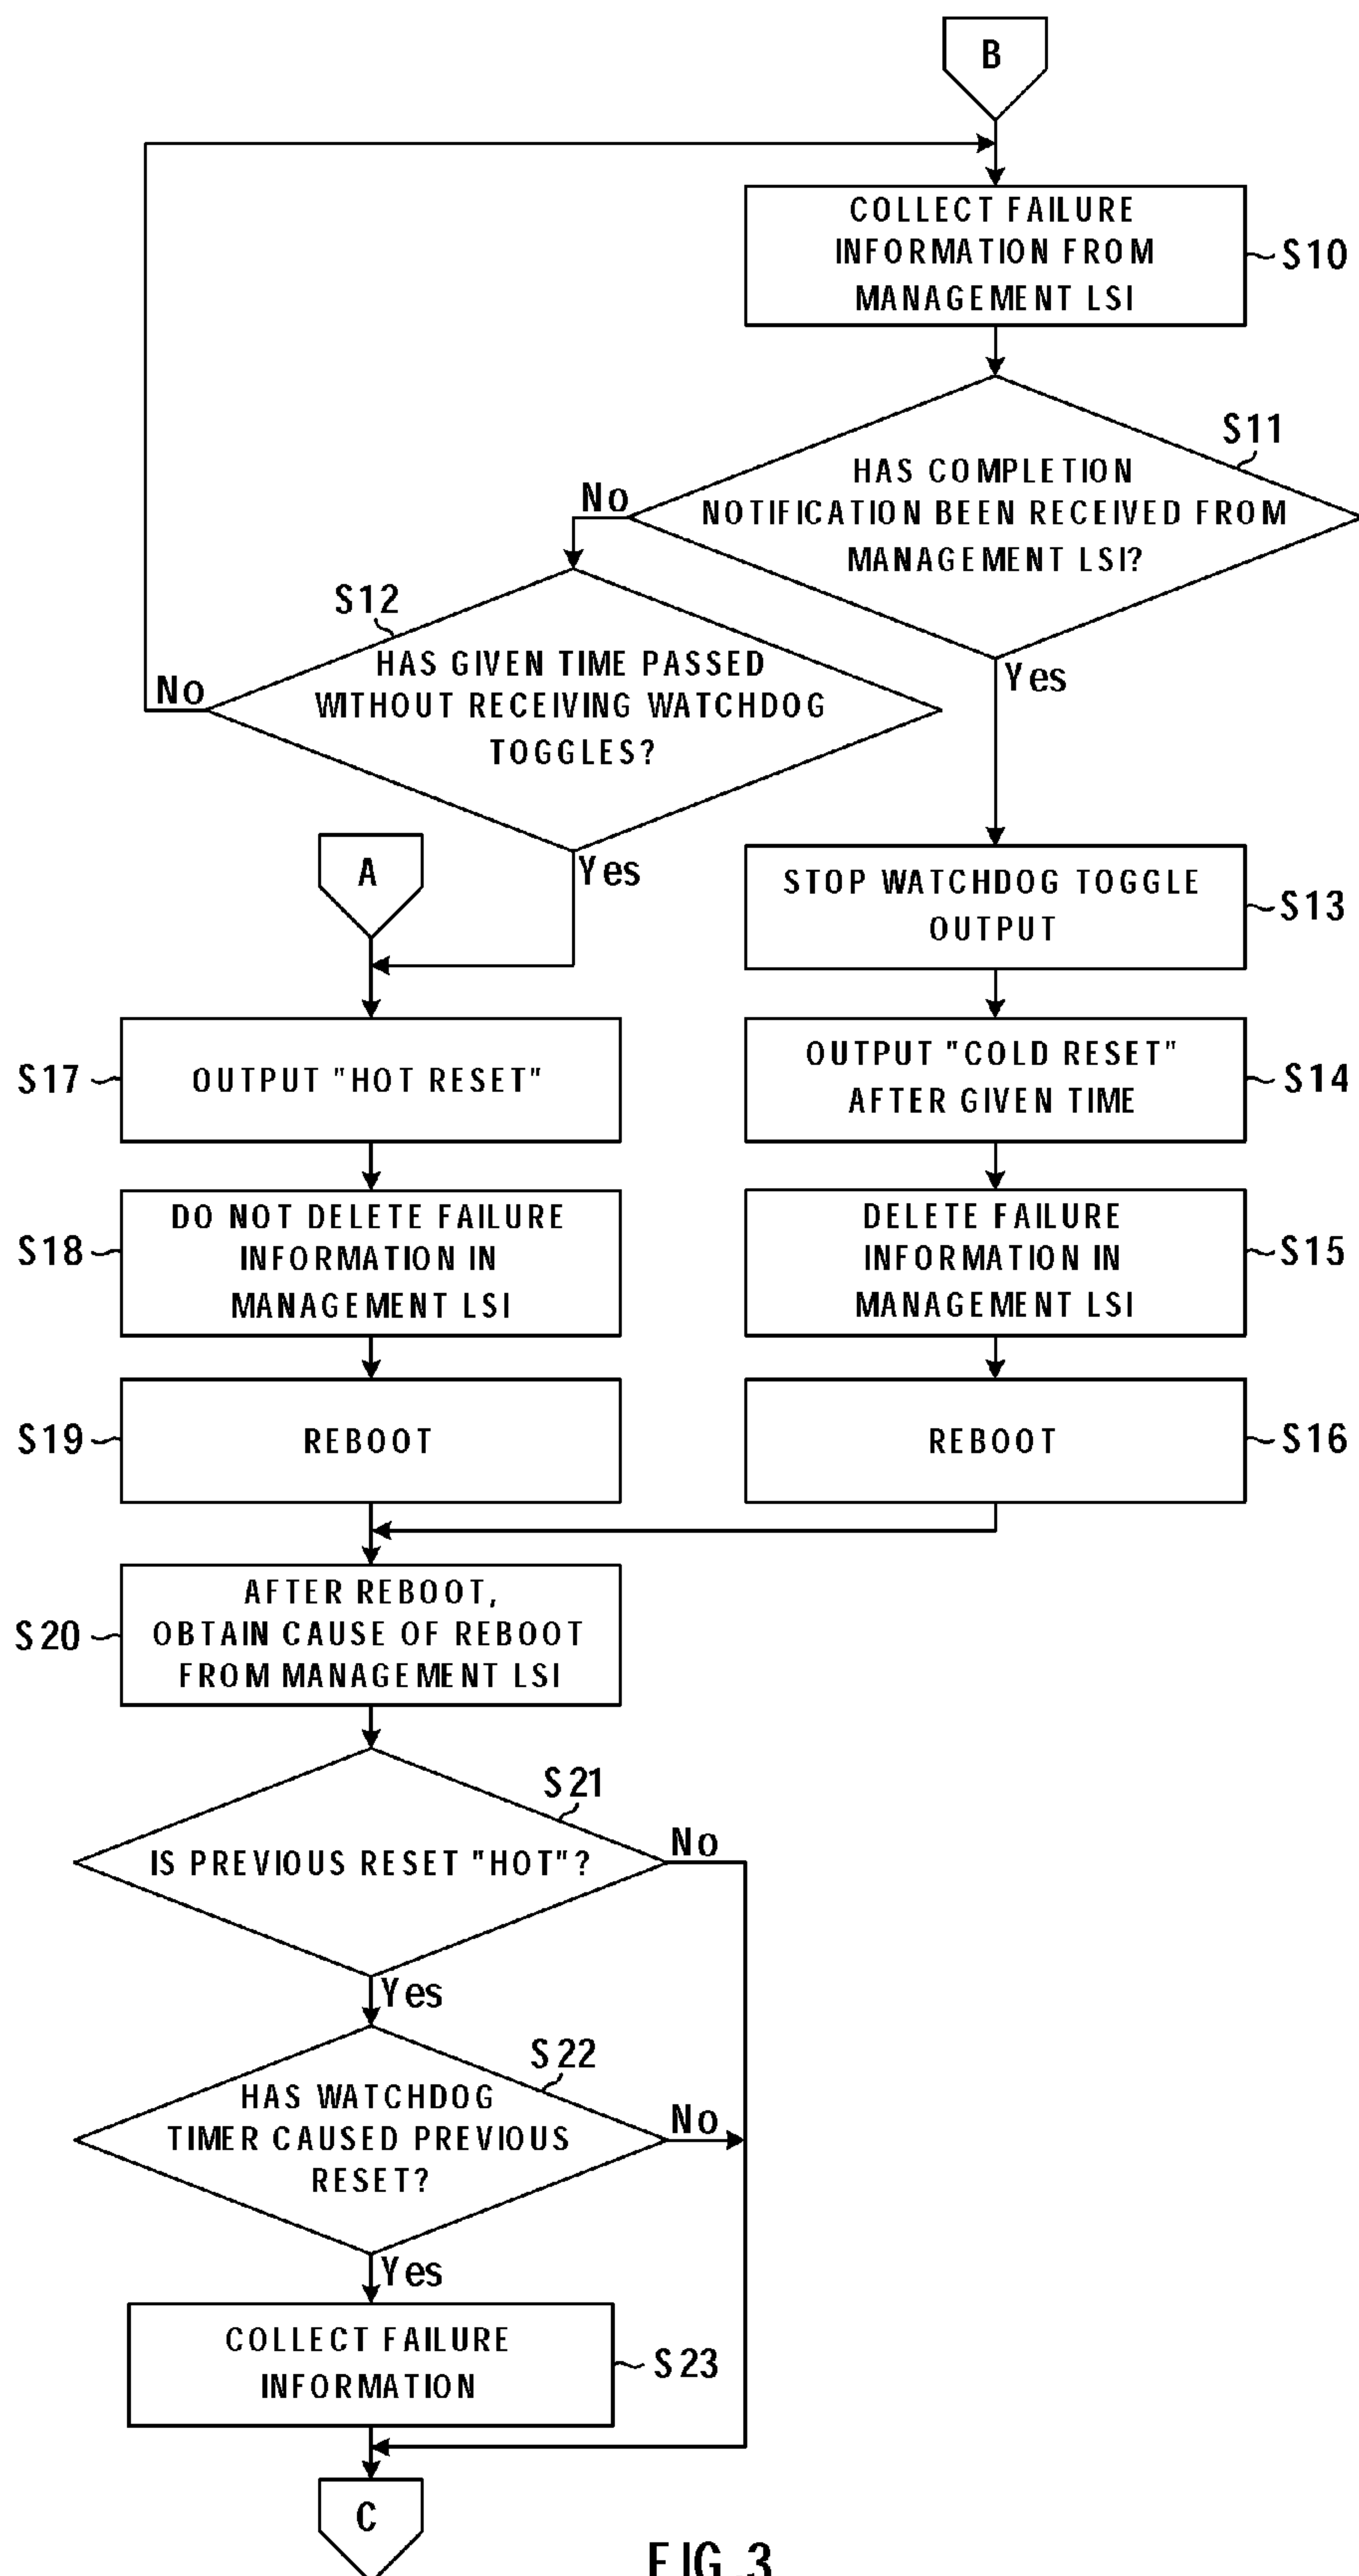 B
COLLECT FAILURE
INFORMATION FROM
MANAGEMENT LSI
S10
S11
HAS COMPLETION
NOTIFICATION BEEN RECEIVED FROM
MANAGEMENT LSI?
No
Yes
S12
HAS GIVEN TIME PASSED
WITHOUT RECEIVING WATCHDOG
TOGGLES?
No
Yes
A
STOP WATCHDOG TOGGLE
OUTPUT
S13
S17
OUTPUT "HOT RESET"
OUTPUT "COLD RESET"
AFTER GIVEN TIME
S14
S18
DO NOT DELETE FAILURE
INFORMATION IN
MANAGEMENT LSI
DELETE FAILURE
INFORMATION IN
MANAGEMENT LSI
S15
S19
REBOOT
REBOOT
S16
S20
AFTER REBOOT,
OBTAIN CAUSE OF REBOOT
FROM MANAGEMENT LSI
S21
IS PREVIOUS RESET "HOT"?
No
Yes
S22
HAS WATCHDOG
TIMER CAUSED PREVIOUS
RESET?
No
Yes
COLLECT FAILURE
INFORMATION
S23
C
FIG.3